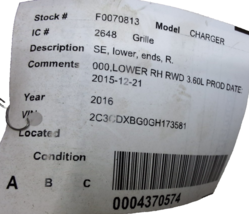 Stock # F0070813 Model CHARGER
IC # 2648 Grille
Description SE, lower, ends, R.
Comments 000,LOWER RH RWD 3.60L PROD DATE:
2015-12-21
Year 2016
VIN 2C3CDXBG0GH173581
Located
Condition
A B C
0004370574